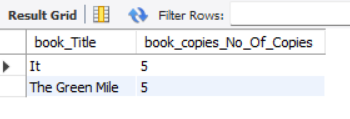 Result Grid Filter Rows:
book_Title book_copies_No_Of_Copies
It 5
The Green Mile 5